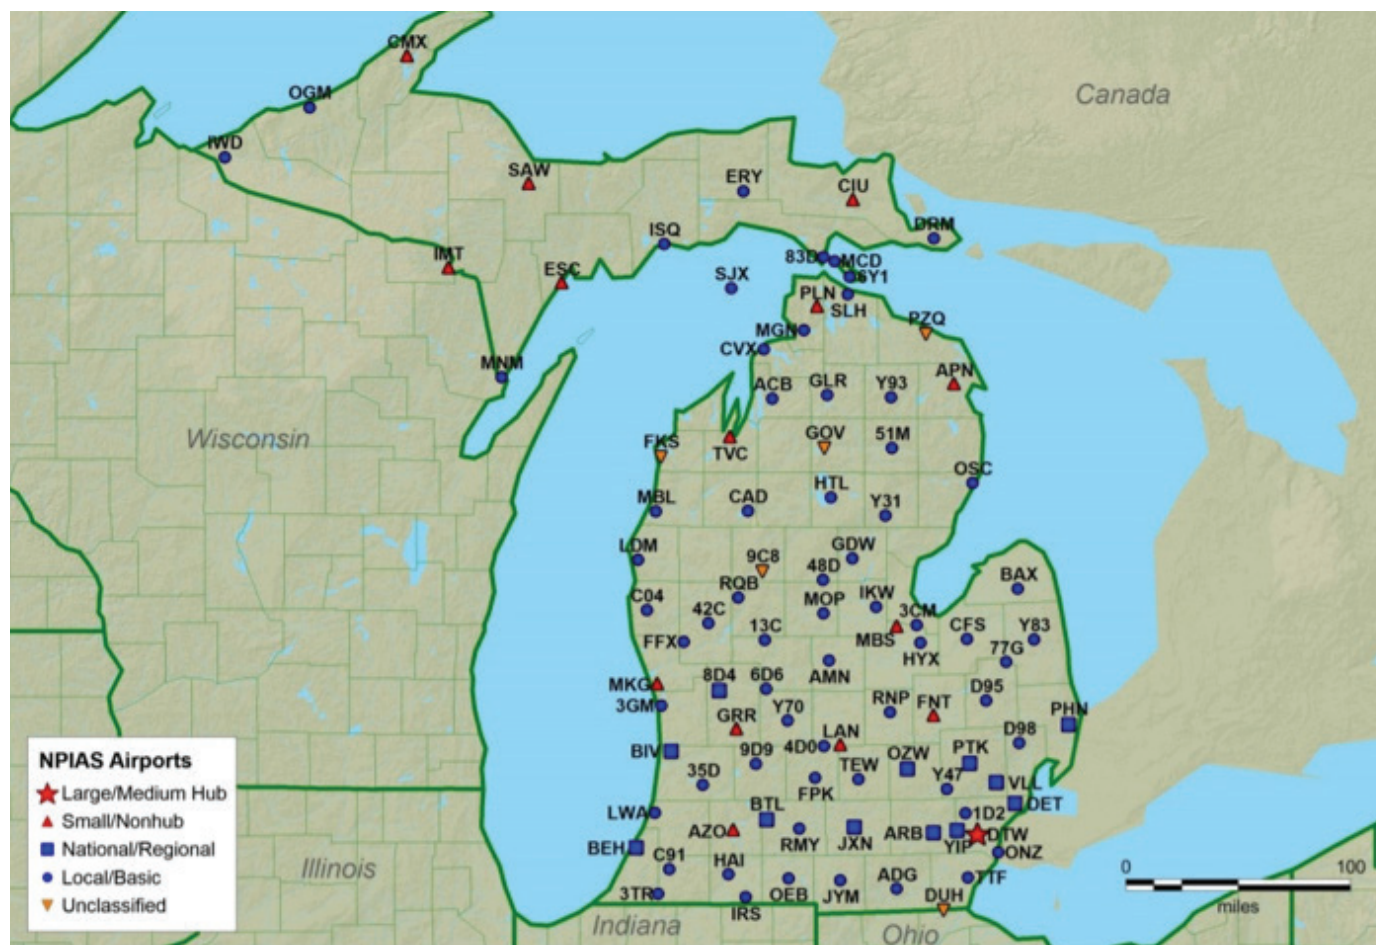 CMX
Canada
OGM
IWD
SAW
ERY
CIU
DRM
ISQ
IMT
ESC
83D
MCD
SJX
6Y1
PLN
SLH
PZQ
MGN
CVX
MNM
APN
ACB
GLR
Y93
Wisconsin
FKS
TVC
GOV
51M
OSC
MBL
CAD
HTL
Y31
LDM
9C8
48D
GDW
BAX
RQB
C04
42C
MOP
IKW
3CM
FFX
13C
MBS
HYX
CFS
Y83
77G
AMN
MKG
8D4
6D6
3GM
Y70
RNP
FNT
D95
PHN
GRR
LAN
BIV
9D9
4D0
OZW
PTK
D98
35D
FPK
TEW
Y47
VLL
DET
LWA
BTL
1D2
AZO
RMY
JXN
ARB
YIP
DTW
BEH
ONZ
C91
HAI
3TR
IRS
OEB
JYM
ADG
TTF
DUH
NPIAS Airports
Large/Medium Hub
Small/Nonhub
National/Regional
Local/Basic
Unclassified
Illinois
Indiana
Ohio
0 100
miles